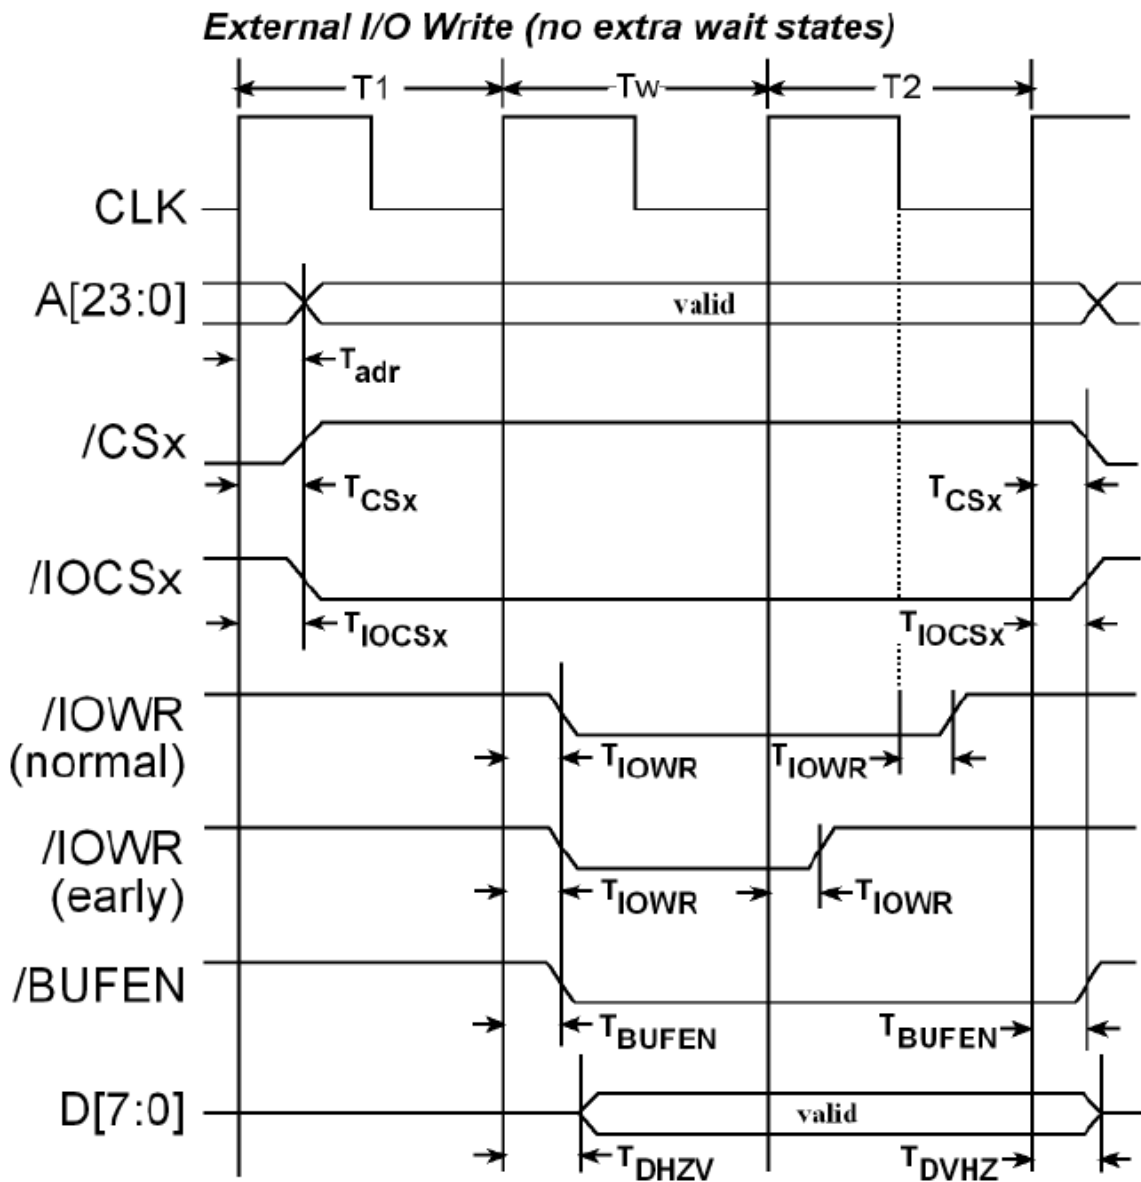 External I/O Write (no extra wait states)
T1 Tw T2
CLK
A[23:0] valid
Tadr
/CSx
TCSx TCSx
/IOCSx
TIOCSx TIOCSx
/IOWR
(normal) TIOWR TIOWR
/IOWR
(early) TIOWR TIOWR
/BUFEN
TBUFEN TBUFEN
D[7:0] valid
TDHZV TDVHZ